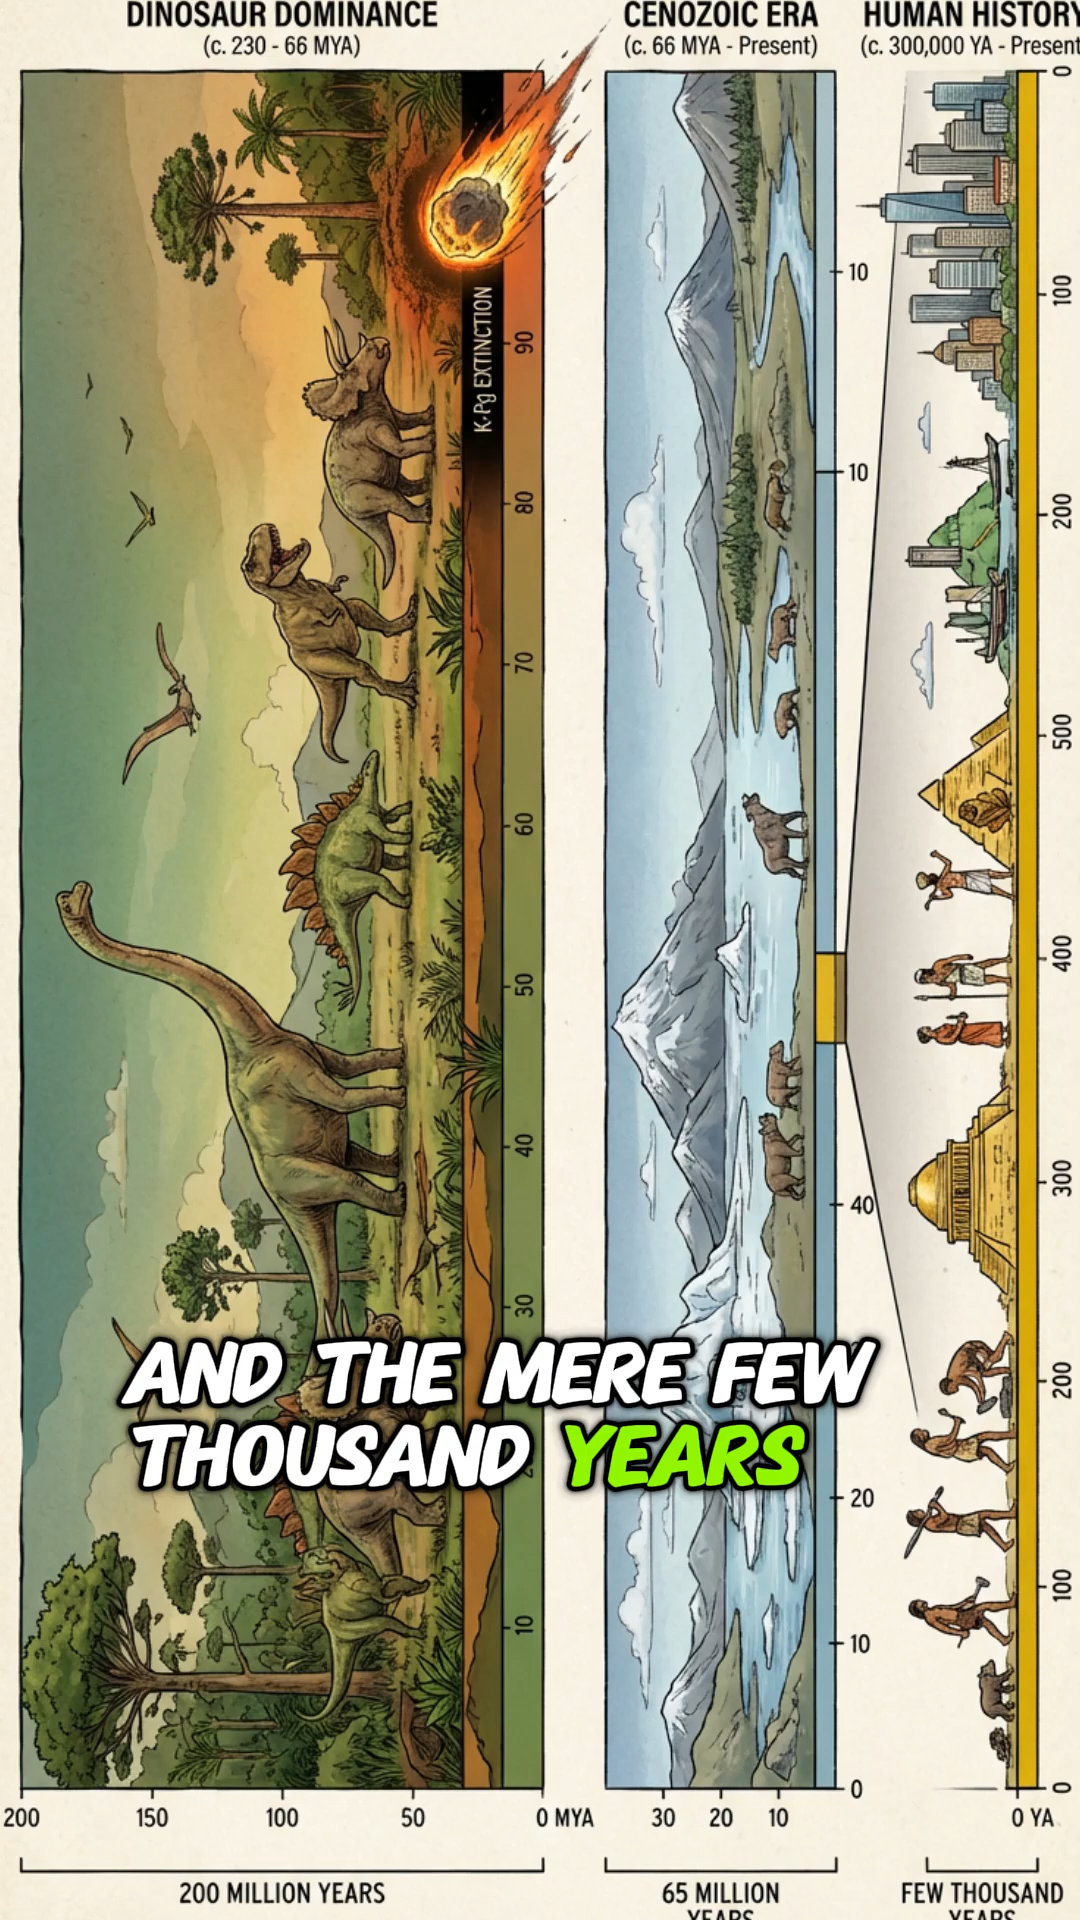 DINOSAUR DOMINANCE
(c. 230 - 66 MYA)
CENOZOIC ERA
(c. 66 MYA - Present)
HUMAN HISTORY
(c. 300,000 YA - Present
K-Pg EXTINCTION
90
80
70
60
50
40
30
10
10
10
40
20
10
0
0
100
200
500
400
300
200
100
0
AND THE MERE FEW
THOUSAND YEARS
200 150 100 50 0 MYA
30 20 10
0 YA
200 MILLION YEARS
65 MILLION
YEARS
FEW THOUSAND
YEARS